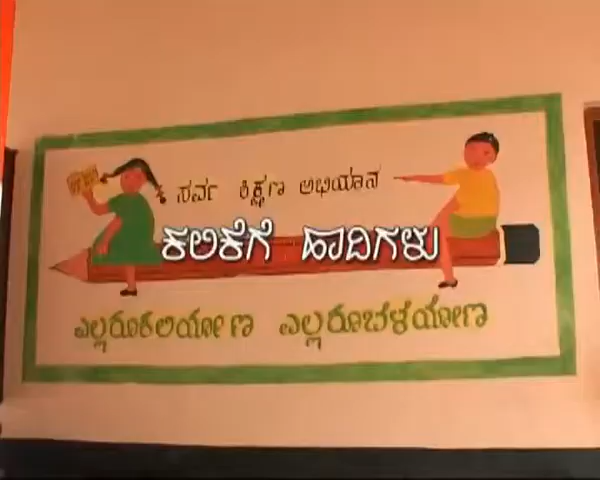 ಸರ್ವ ಶಿಕ್ಷಣ ಅಭಿಯಾನ
ಕಲಿಕೆಗೆ ಹಾದಿಗಳು
ಎಲ್ಲರೂಕಲಿಯೋಣ ಎಲ್ಲರೂಬೆಳೆಯೋಣ